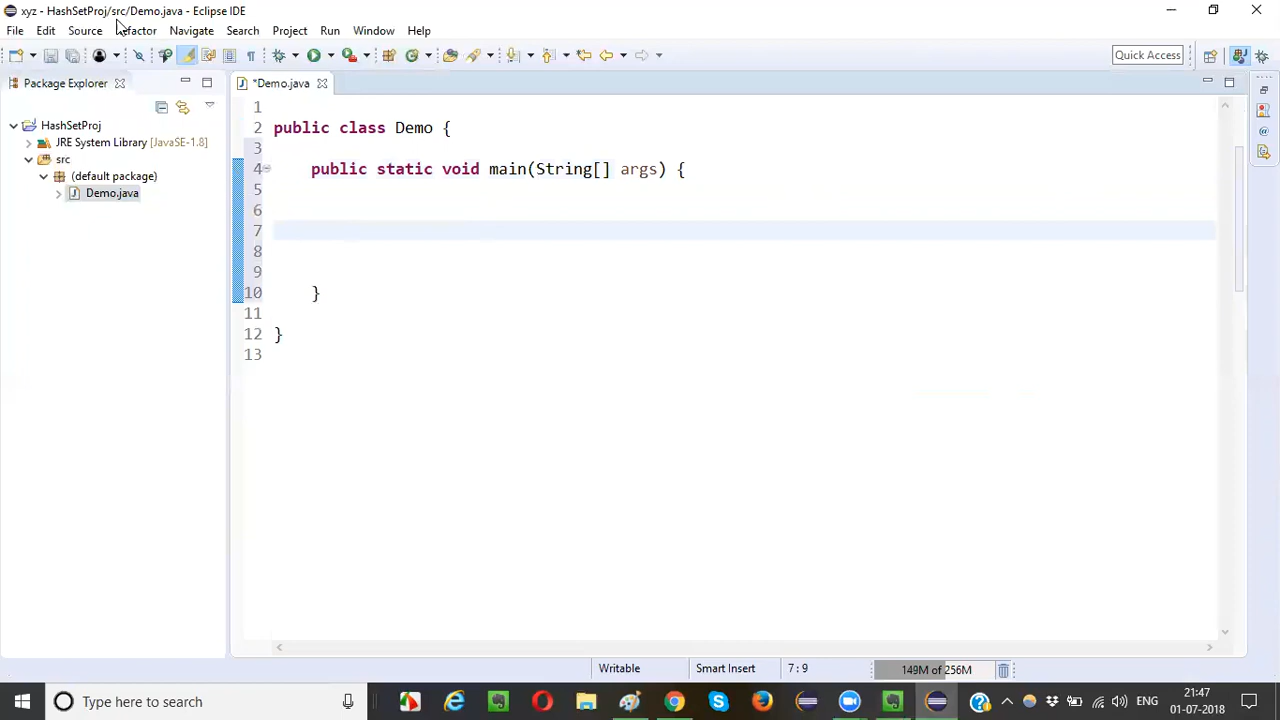 xyz - HashSetProj/src/Demo.java - Eclipse IDE
File Edit Source Refactor Navigate Search Project Run Window Help
Quick Access
Package Explorer
*Demo.java
HashSetProj
JRE System Library [JavaSE-1.8]
src
(default package)
Demo.java
1
2 public class Demo {
3
4 public static void main(String[] args) {
5
6
7
8
9
10 }
11
12 }
13
Writable Smart Insert 7 : 9 149M of 256M
Type here to search
ENG
21:47
01-07-2018